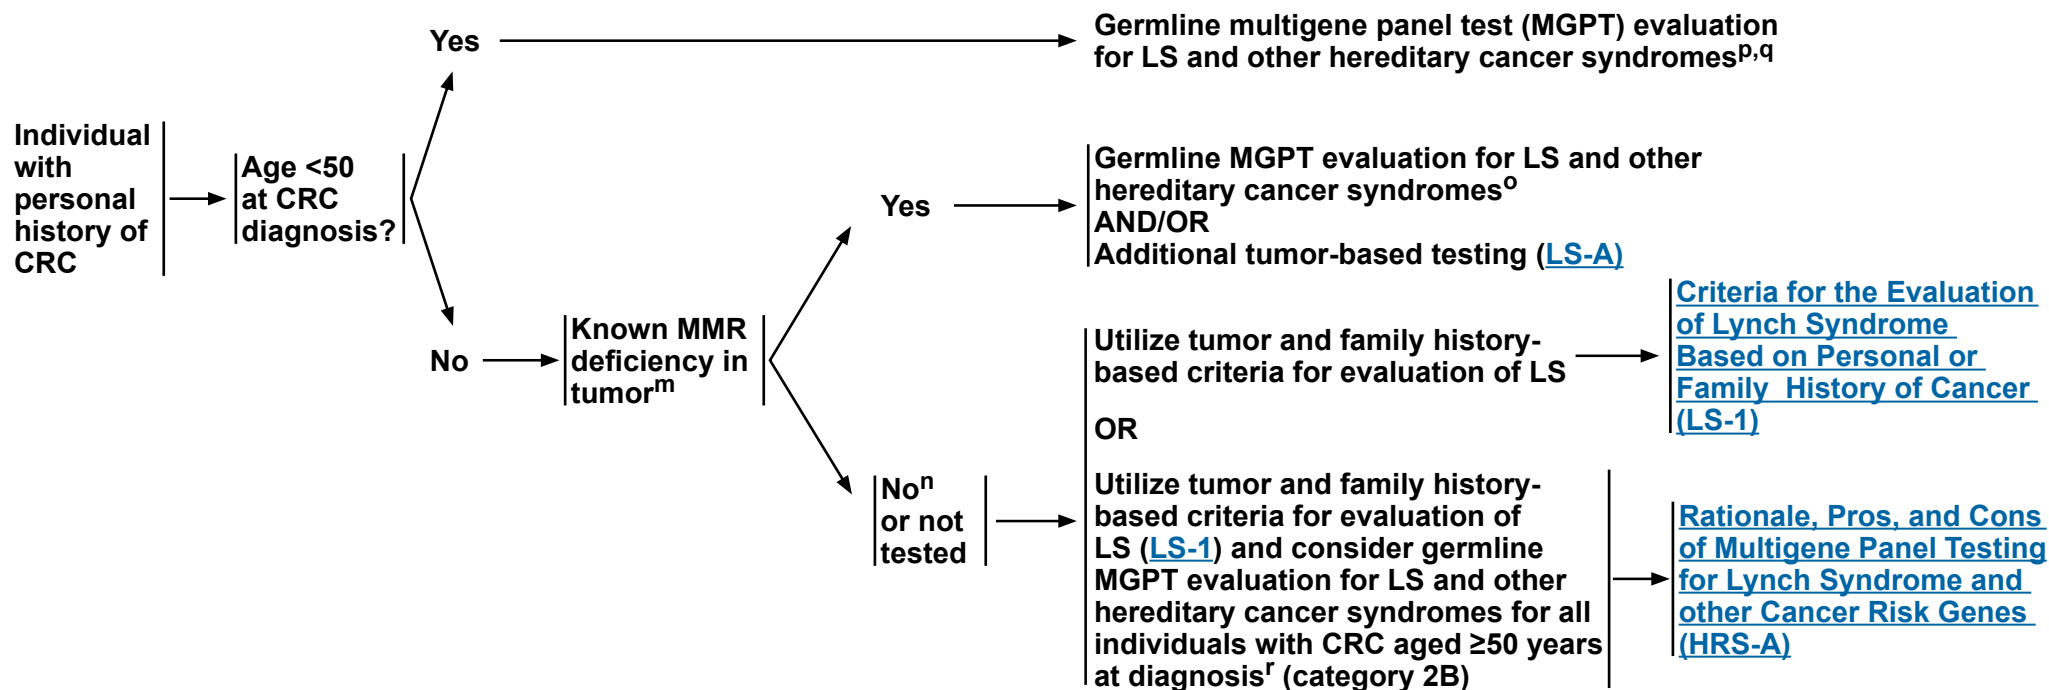 Individual
with
personal
history of
CRC
Age <50
at CRC
diagnosis?
Yes
Germline multigene panel test (MGPT) evaluation
for LS and other hereditary cancer syndromesp,q
No
Known MMR
deficiency in
tumorm
Yes
Germline MGPT evaluation for LS and other
hereditary cancer syndromeso
AND/OR
Additional tumor-based testing (LS-A)
Non
or not
tested
Utilize tumor and family history-
based criteria for evaluation of LS
Criteria for the Evaluation
of Lynch Syndrome
Based on Personal or
Family History of Cancer
(LS-1)
OR
Utilize tumor and family history-
based criteria for evaluation of
LS (LS-1) and consider germline
MGPT evaluation for LS and other
hereditary cancer syndromes for all
individuals with CRC aged ≥50 years
at diagnosisr (category 2B)
Rationale, Pros, and Cons
of Multigene Panel Testing
for Lynch Syndrome and
other Cancer Risk Genes
(HRS-A)